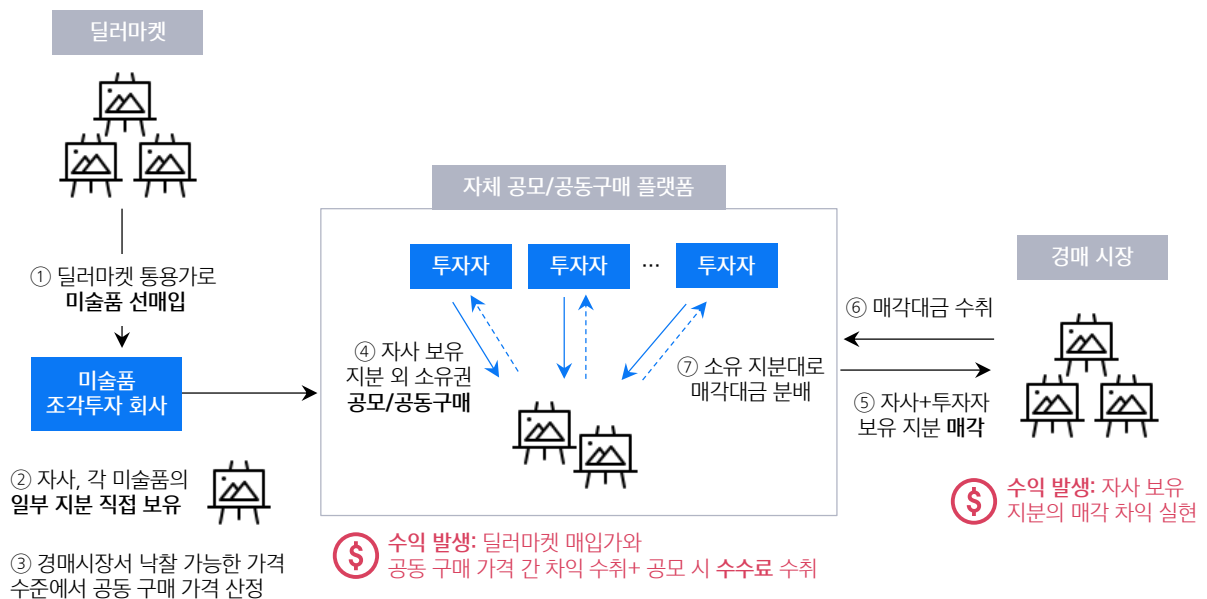 딜러마켓
① 딜러마켓 통용가로
미술품 선매입
미술품
조각투자 회사
② 자사, 각 미술품의
일부 지분 직접 보유
③ 경매시장서 낙찰 가능한 가격
수준에서 공동 구매 가격 산정
자체 공모/공동구매 플랫폼
투자자
투자자
...
투자자
④ 자사 보유
지분 외 소유권
공모/공동구매
⑦ 소유 지분대로
매각대금 분배
$
수익 발생: 딜러마켓 매입가와
공동 구매 가격 간 차익 수취+ 공모 시 수수료 수취
경매 시장
⑥ 매각대금 수취
⑤ 자사+투자자
보유 지분 매각
$
수익 발생: 자사 보유
지분의 매각 차익 실현